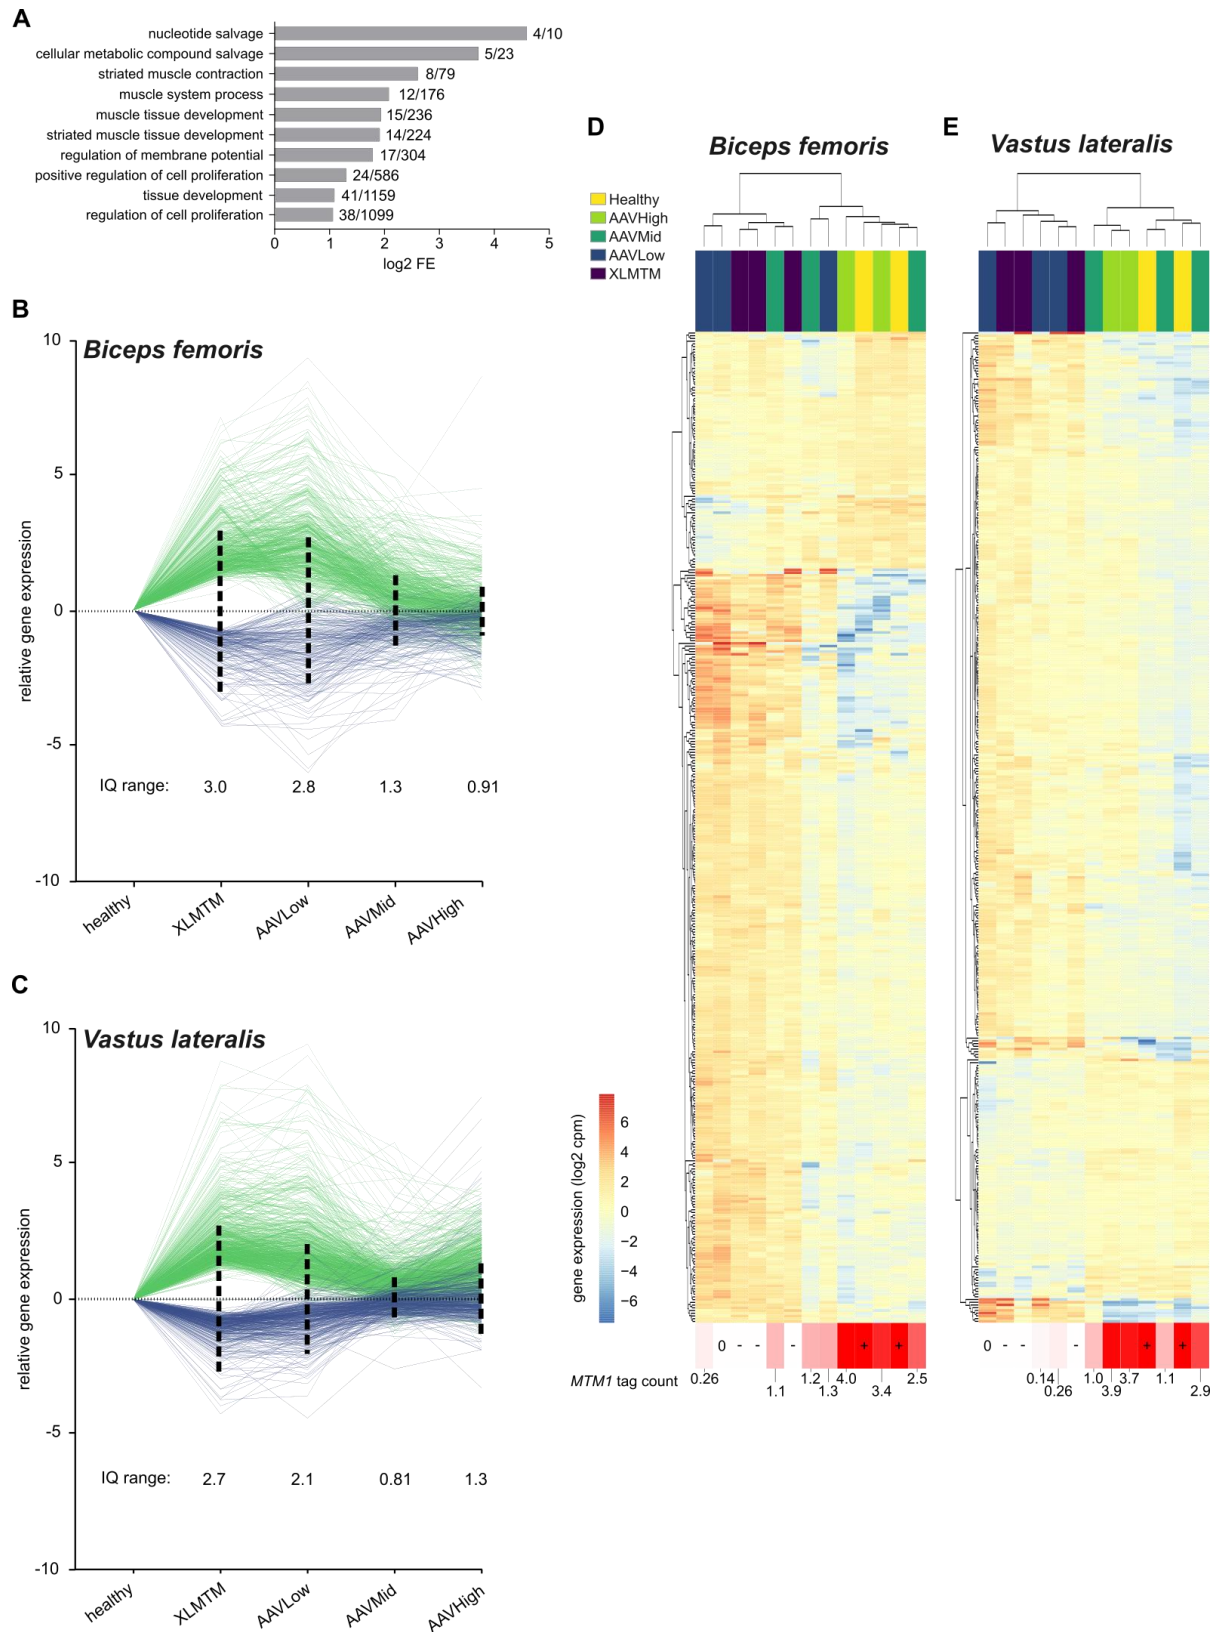 A
nucleotide salvage 4/10
cellular metabolic compound salvage 5/23
striated muscle contraction 8/79
muscle system process 12/176
muscle tissue development 15/236
striated muscle tissue development 14/224
regulation of membrane potential 17/304
positive regulation of cell proliferation 24/586
tissue development 41/1159
regulation of cell proliferation 38/1099
0 1 2 3 4 5
log2 FE
B
Biceps femoris
relative gene expression
10
5
0
-5
-10
IQ range: 3.0 2.8 1.3 0.91
healthy XLMTM AAVLow AAVMid AAVHigh
C
Vastus lateralis
relative gene expression
10
5
0
-5
-10
IQ range: 2.7 2.1 0.81 1.3
healthy XLMTM AAVLow AAVMid AAVHigh
D
Biceps femoris
Healthy
AAVHigh
AAVMid
AAVLow
XLMTM
gene expression (log2 cpm)
6
4
2
0
−2
−4
−6
0 - - - + +
MTM1 tag count 0.26 1.1 1.2 1.3 4.0 3.4 2.5
E
Vastus lateralis
0 - - - + +
0.14 0.26 1.0 3.9 3.7 1.1 2.9